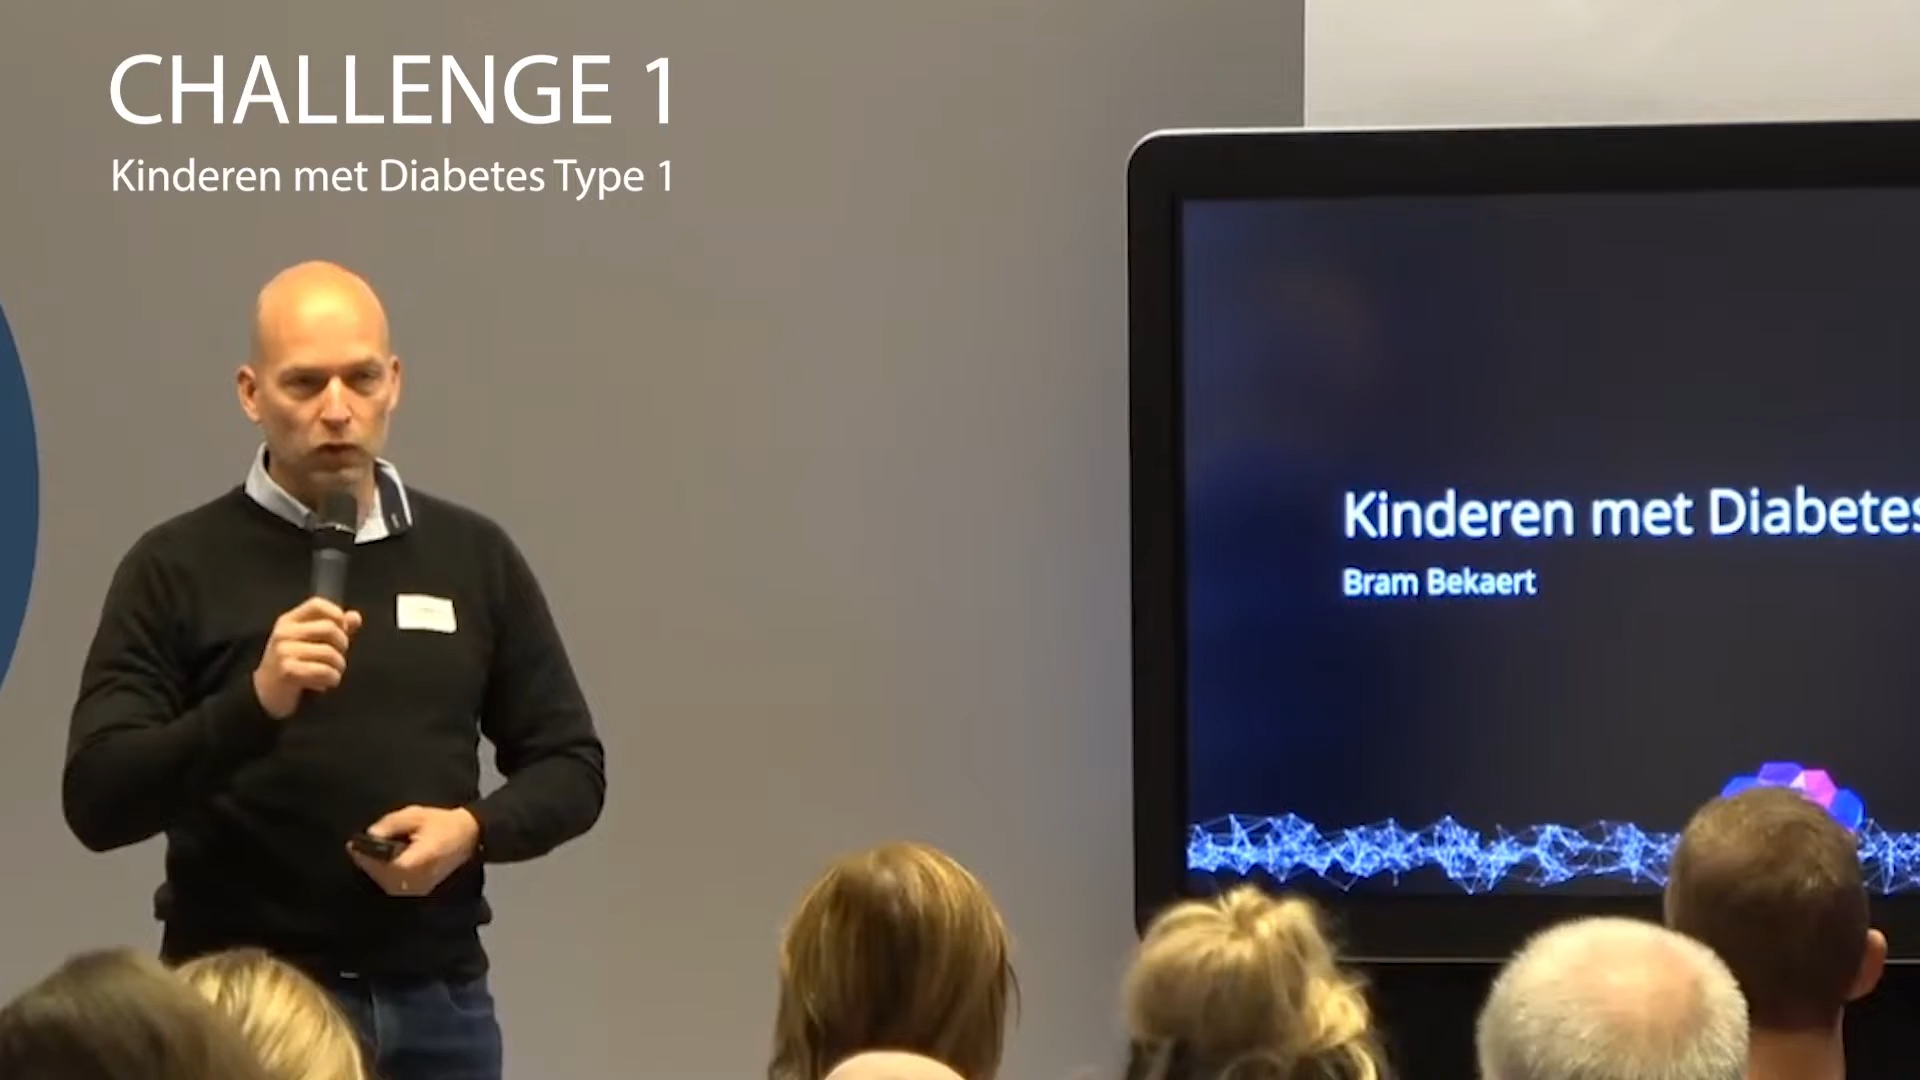 CHALLENGE 1
Kinderen met Diabetes Type 1
Kinderen met Diabetes
Bram Bekaert